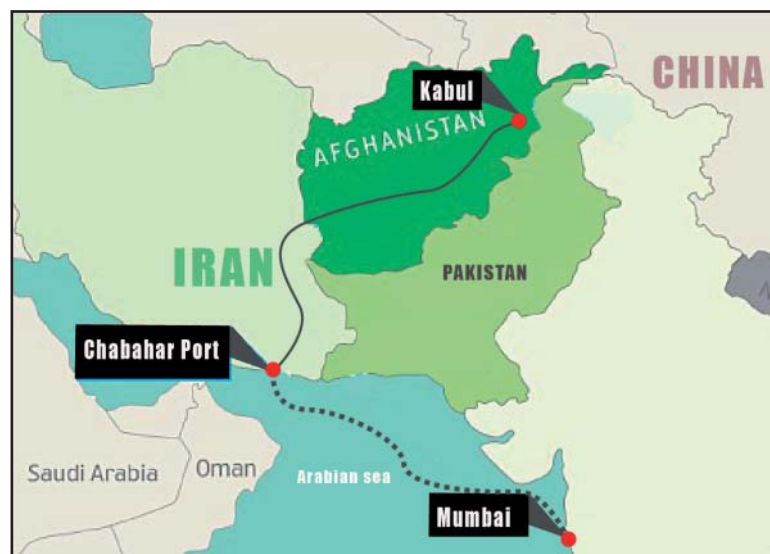 CHINA
Kabul
AFGHANISTAN
IRAN
PAKISTAN
N
Chabahar Port
Saudi Arabia
Oman
Arabian sea
Mumbai